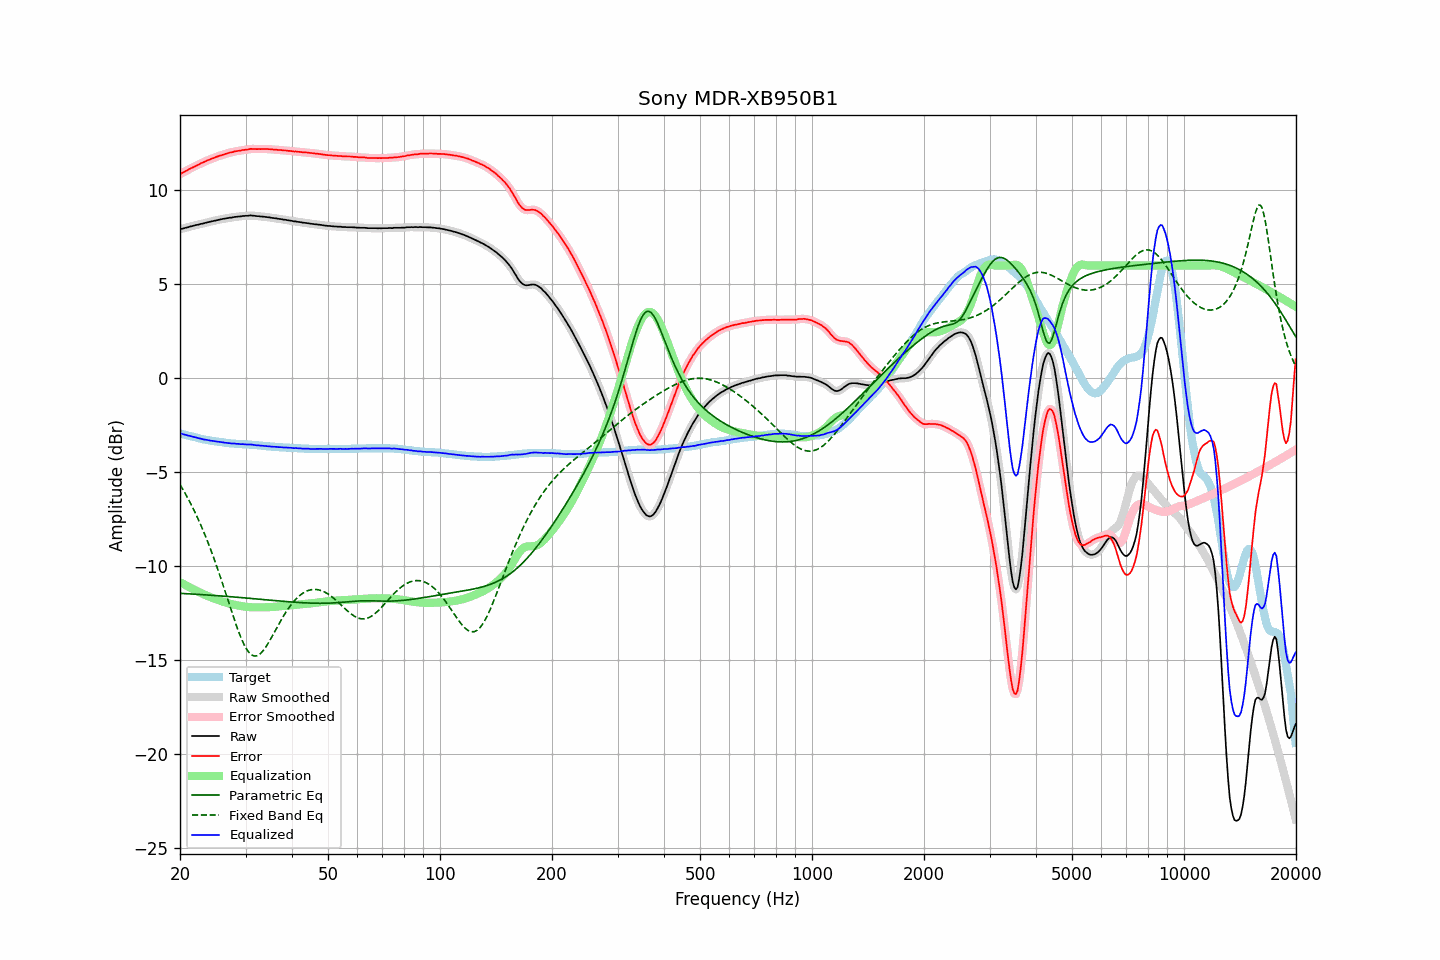 Sony MDR-XB950B1
Amplitude (dBr)
10
5
0
−5
−10
−15
−20
−25
Target
Raw Smoothed
Error Smoothed
Raw
Error
Equalization
Parametric Eq
Fixed Band Eq
Equalized
20
50
100
200
500
1000
2000
5000
10000
20000
Frequency (Hz)